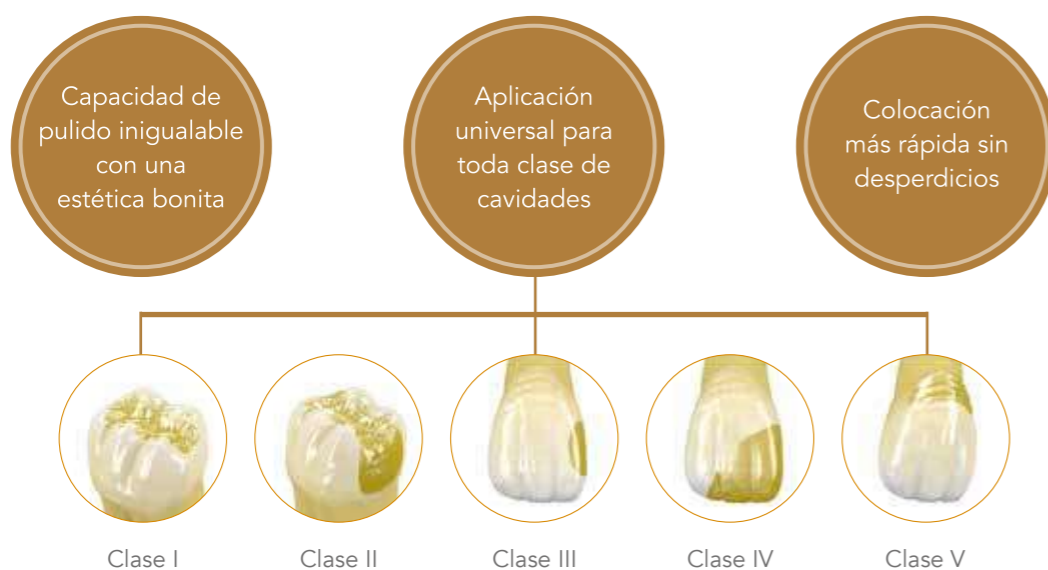 Capacidad de
pulido inigualable
con una
estética bonita
Aplicación
universal para
toda clase de
cavidades
Colocación
más rápida sin
desperdicios
Clase I
Clase II
Clase III
Clase IV
Clase V